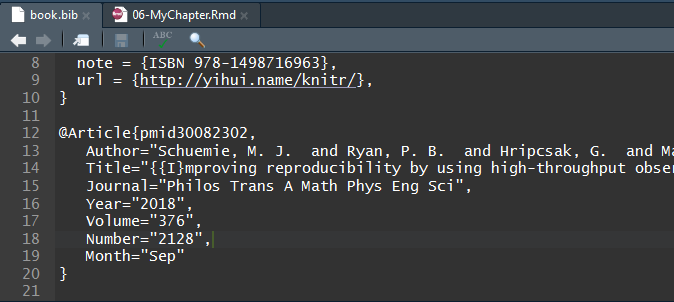 book.bib
06-MyChapter.Rmd
ABC
8 note = {ISBN 978-1498716963},
9 url = {http://yihui.name/knitr/},
10 }
11
12 @Article{pmid30082302,
13 Author="Schuemie, M. J.  and Ryan, P. B.  and Hripcsak, G.  and
14 Title="{{I}mproving reproducibility by using high-throughput
15 Journal="Philos Trans A Math Phys Eng Sci",
16 Year="2018",
17 Volume="376",
18 Number="2128",
19 Month="Sep"
20 }
21